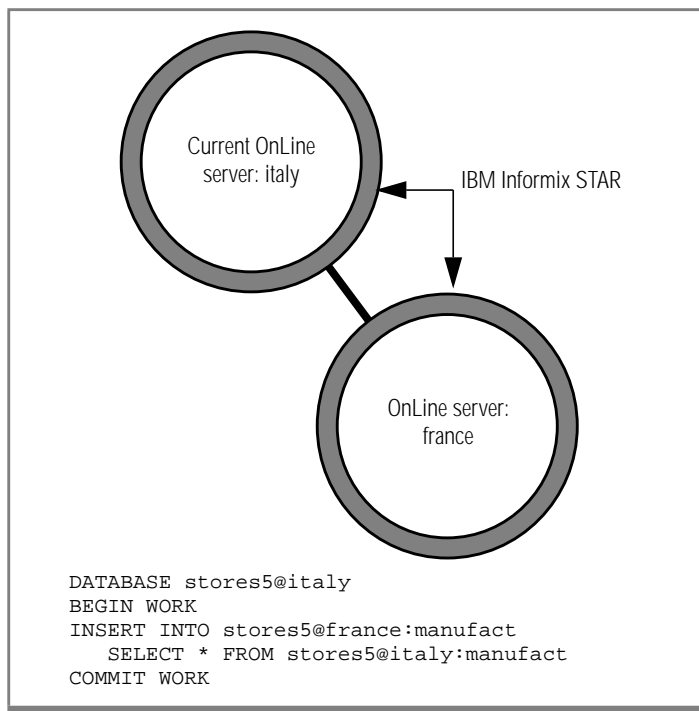 Current OnLine
server: italy
IBM Informix STAR
OnLine server:
france
DATABASE stores5@italy
BEGIN WORK
INSERT INTO stores5@france:manufact
   SELECT * FROM stores5@italy:manufact
COMMIT WORK